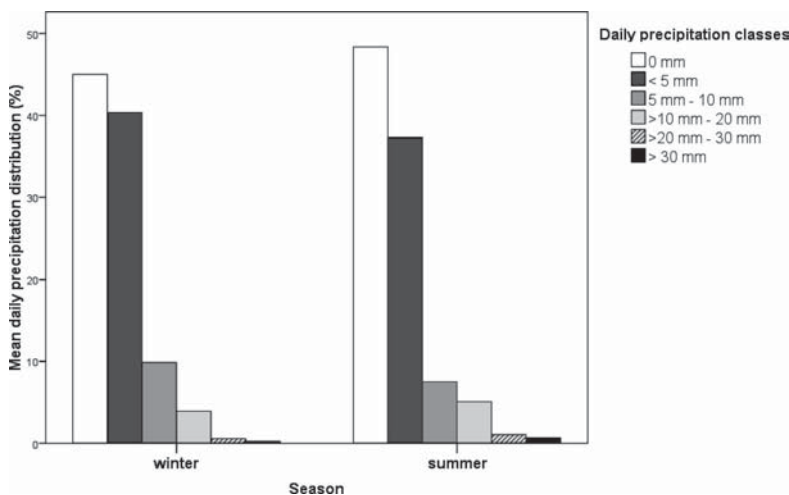 Mean daily precipitation distribution (%)
50
40
30
20
10
0
winter
summer
Season
Daily precipitation classes
0 mm
< 5 mm
5 mm - 10 mm
>10 mm - 20 mm
>20 mm - 30 mm
> 30 mm